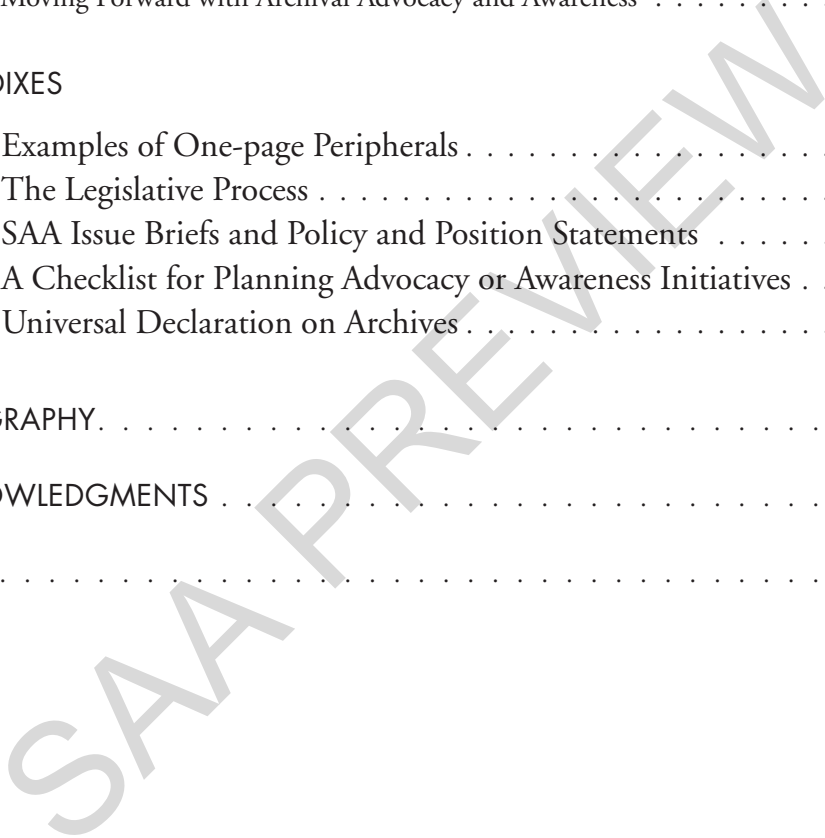 Moving Forward with Archival Advocacy and Awareness . . . . . . . .
DIXES
Examples of One-page Peripherals . . . . . . . . . . . . . . . . . .
The Legislative Process . . . . . . . . . . . . . . . . . . . . . . . . .
SAA Issue Briefs and Policy and Position Statements . . . . .
A Checklist for Planning Advocacy or Awareness Initiatives . .
Universal Declaration on Archives . . . . . . . . . . . . . . . . . .
GRAPHY. . . . . . . . . . . . . . . . . . . . . . . . . . . . . .
OWLEDGMENTS . . . . . . . . . . . . . . . . . . . . . . . . .
. . . . . . . . . . . . . . . . . . . . . . . . . . . . . . . . . .
SAA PREVIEW